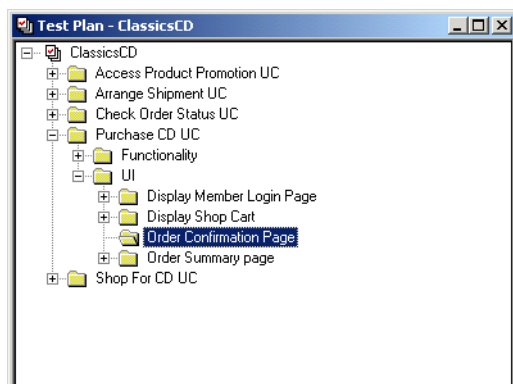 Test Plan - ClassicsCD
ClassicsCD
Access Product Promotion UC
Arrange Shipment UC
Check Order Status UC
Purchase CD UC
Functionality
UI
Display Member Login Page
Display Shop Cart
Order Confirmation Page
Order Summary page
Shop For CD UC